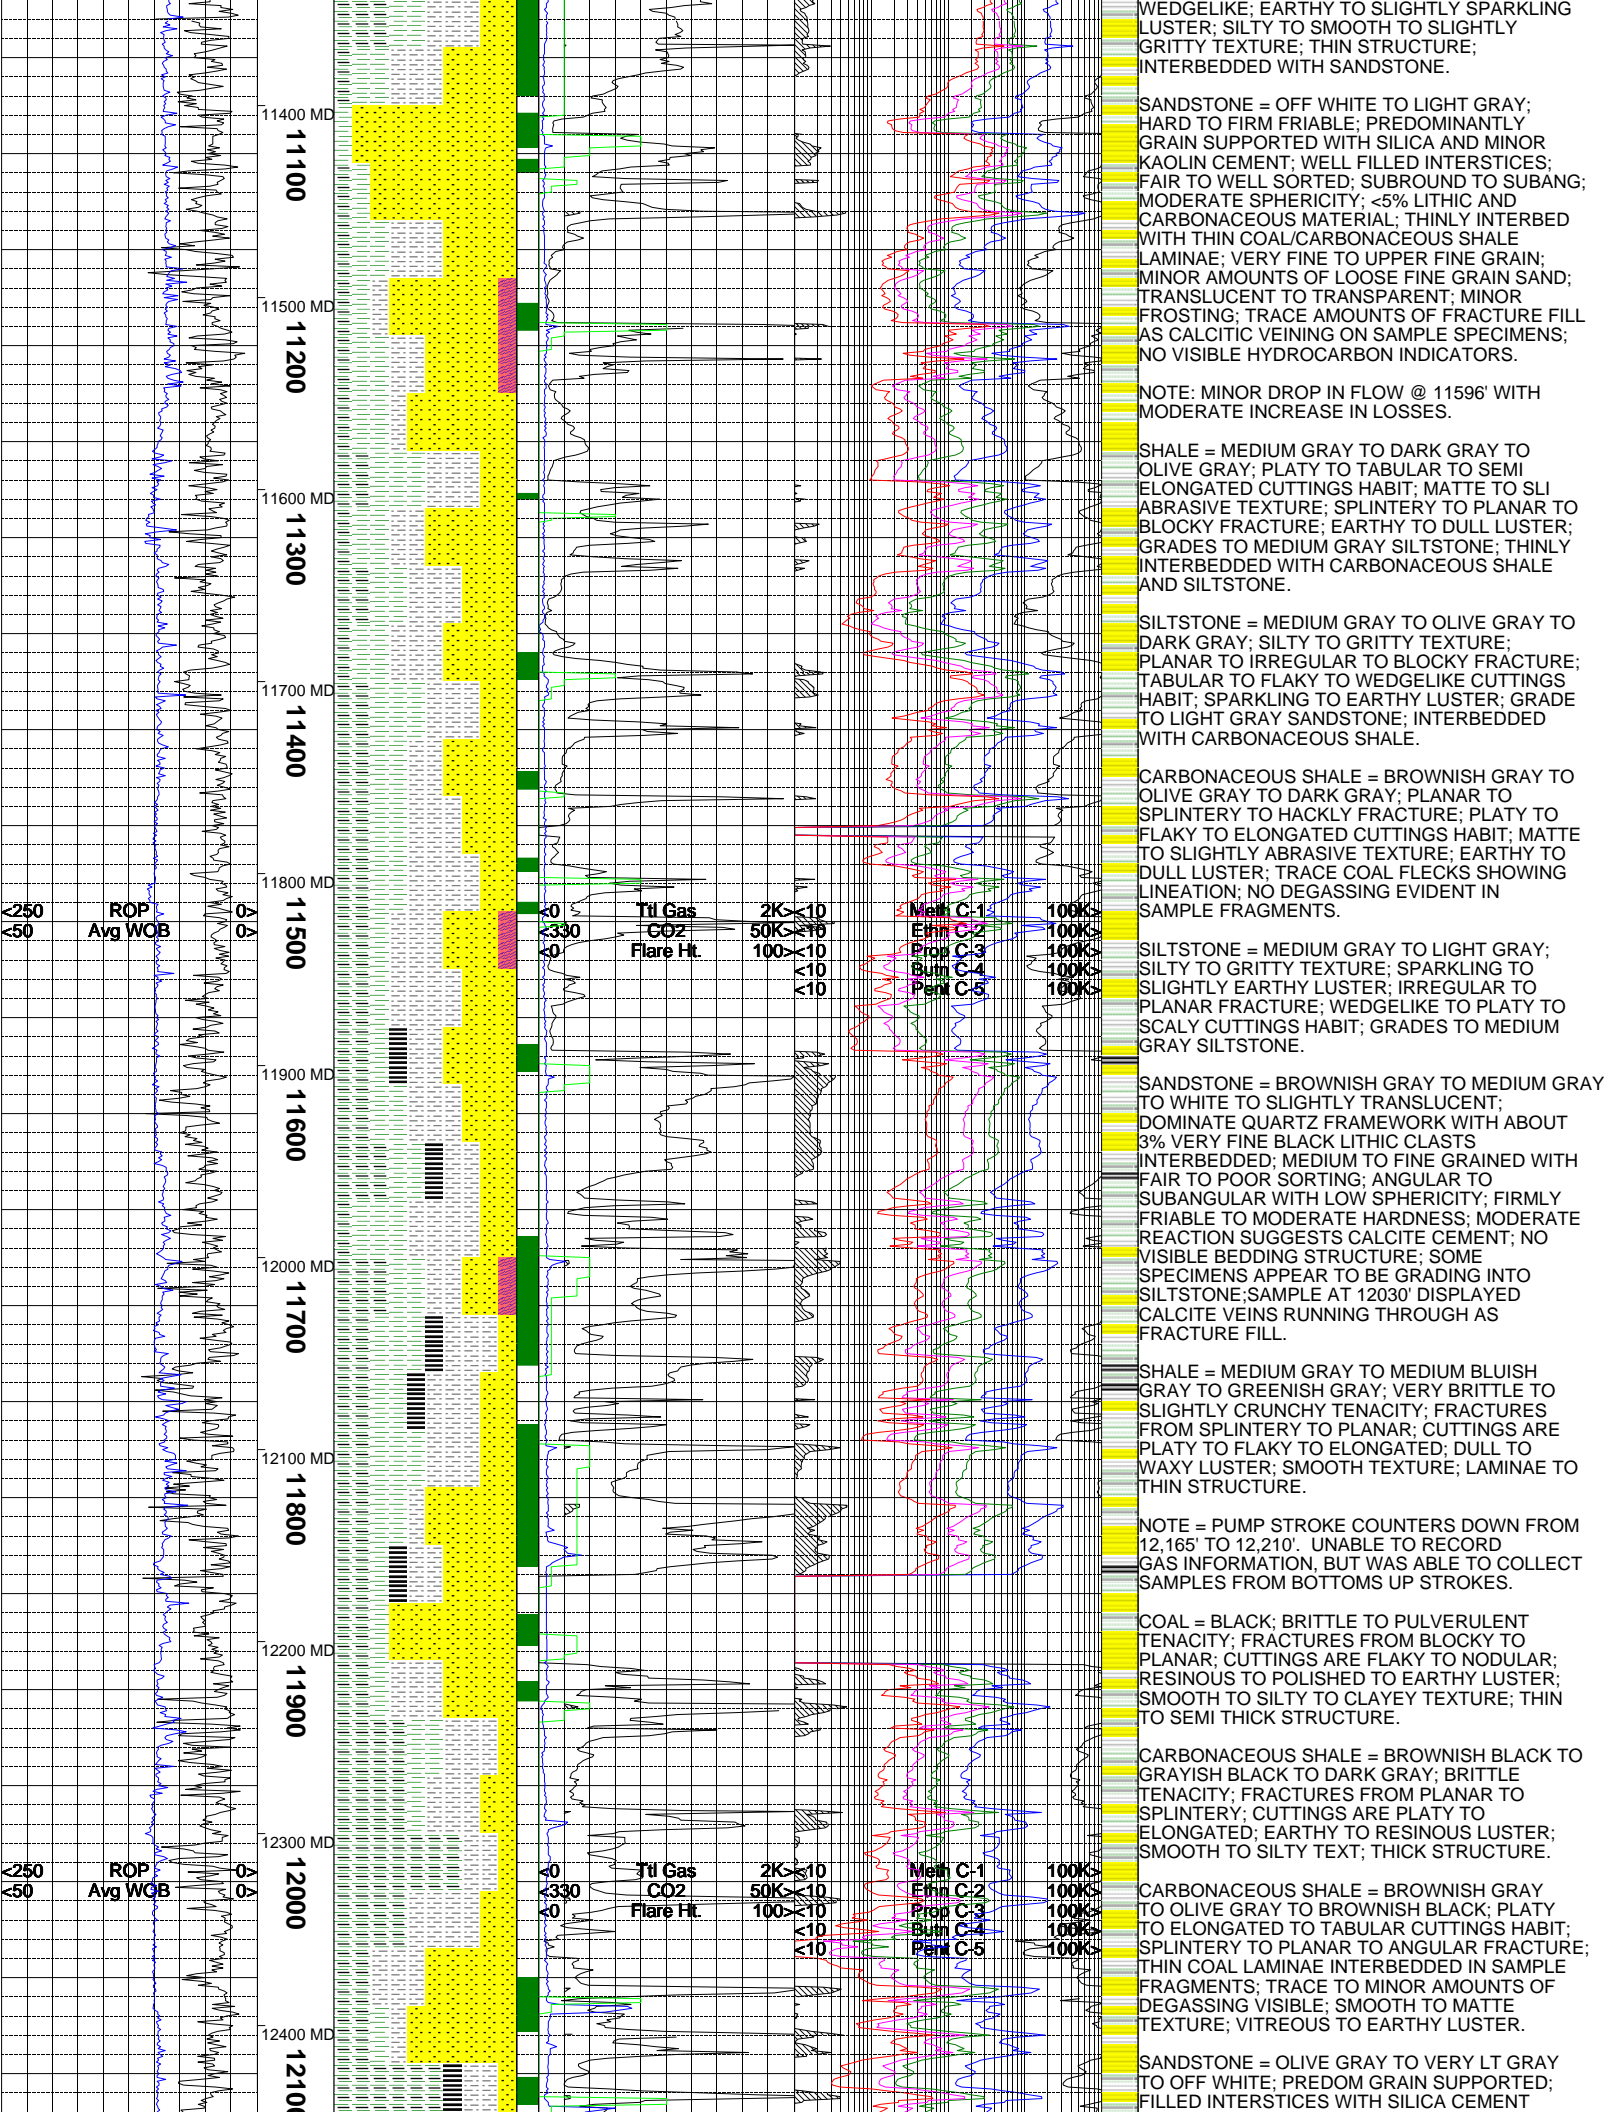 WEDGELIKE; EARTHY TO SLIGHTLY SPARKLING
LUSTER; SILTY TO SMOOTH TO SLIGHTLY
GRITTY TEXTURE; THIN STRUCTURE;
INTERBEDDED WITH SANDSTONE.
SANDSTONE = OFF WHITE TO LIGHT GRAY;
HARD TO FIRM FRIABLE; PREDOMINANTLY
GRAIN SUPPORTED WITH SILICA AND MINOR
KAOLIN CEMENT; WELL FILLED INTERSTICES;
FAIR TO WELL SORTED; SUBROUND TO SUBANG;
MODERATE SPHERICITY; <5% LITHIC AND
CARBONACEOUS MATERIAL; THINLY INTERBED
WITH THIN COAL/CARBONACEOUS SHALE
LAMINAE; VERY FINE TO UPPER FINE GRAIN;
MINOR AMOUNTS OF LOOSE FINE GRAIN SAND;
TRANSLUCENT TO TRANSPARENT; MINOR
FROSTING; TRACE AMOUNTS OF FRACTURE FILL
AS CALCITIC VEINING ON SAMPLE SPECIMENS;
NO VISIBLE HYDROCARBON INDICATORS.
NOTE: MINOR DROP IN FLOW @ 11596' WITH
MODERATE INCREASE IN LOSSES.
SHALE = MEDIUM GRAY TO DARK GRAY TO
OLIVE GRAY; PLATY TO TABULAR TO SEMI
ELONGATED CUTTINGS HABIT; MATTE TO SLI
ABRASIVE TEXTURE; SPLINTERY TO PLANAR TO
BLOCKY FRACTURE; EARTHY TO DULL LUSTER;
GRADES TO MEDIUM GRAY SILTSTONE; THINLY
INTERBEDDED WITH CARBONACEOUS SHALE
AND SILTSTONE.
SILTSTONE = MEDIUM GRAY TO OLIVE GRAY TO
DARK GRAY; SILTY TO GRITTY TEXTURE;
PLANAR TO IRREGULAR TO BLOCKY FRACTURE;
TABULAR TO FLAKY TO WEDGELIKE CUTTINGS
HABIT; SPARKLING TO EARTHY LUSTER; GRADE
TO LIGHT GRAY SANDSTONE; INTERBEDDED
WITH CARBONACEOUS SHALE.
CARBONACEOUS SHALE = BROWNISH GRAY TO
OLIVE GRAY TO DARK GRAY; PLANAR TO
SPLINTERY TO HACKLY FRACTURE; PLATY TO
FLAKY TO ELONGATED CUTTINGS HABIT; MATTE
TO SLIGHTLY ABRASIVE TEXTURE; EARTHY TO
DULL LUSTER; TRACE COAL FLECKS SHOWING
LINEATION; NO DEGASSING EVIDENT IN
SAMPLE FRAGMENTS.
SILTSTONE = MEDIUM GRAY TO LIGHT GRAY;
SILTY TO GRITTY TEXTURE; SPARKLING TO
SLIGHTLY EARTHY LUSTER; IRREGULAR TO
PLANAR FRACTURE; WEDGELIKE TO PLATY TO
SCALY CUTTINGS HABIT; GRADES TO MEDIUM
GRAY SILTSTONE.
SANDSTONE = BROWNISH GRAY TO MEDIUM GRAY
TO WHITE TO SLIGHTLY TRANSLUCENT;
DOMINATE QUARTZ FRAMEWORK WITH ABOUT
3% VERY FINE BLACK LITHIC CLASTS
INTERBEDDED; MEDIUM TO FINE GRAINED WITH
FAIR TO POOR SORTING; ANGULAR TO
SUBANGULAR WITH LOW SPHERICITY; FIRMLY
FRIABLE TO MODERATE HARDNESS; MODERATE
REACTION SUGGESTS CALCITE CEMENT; NO
VISIBLE BEDDING STRUCTURE; SOME
SPECIMENS APPEAR TO BE GRADING INTO
SILTSTONE;SAMPLE AT 12030' DISPLAYED
CALCITE VEINS RUNNING THROUGH AS
FRACTURE FILL.
SHALE = MEDIUM GRAY TO MEDIUM BLUISH
GRAY TO GREENISH GRAY; VERY BRITTLE TO
SLIGHTLY CRUNCHY TENACITY; FRACTURES
FROM SPLINTERY TO PLANAR; CUTTINGS ARE
PLATY TO FLAKY TO ELONGATED; DULL TO
WAXY LUSTER; SMOOTH TEXTURE; LAMINAE TO
THIN STRUCTURE.
NOTE = PUMP STROKE COUNTERS DOWN FROM
12,165' TO 12,210'. UNABLE TO RECORD
GAS INFORMATION, BUT WAS ABLE TO COLLECT
SAMPLES FROM BOTTOMS UP STROKES.
COAL = BLACK; BRITTLE TO PULVERULENT
TENACITY; FRACTURES FROM BLOCKY TO
PLANAR; CUTTINGS ARE FLAKY TO NODULAR;
RESINOUS TO POLISHED TO EARTHY LUSTER;
SMOOTH TO SILTY TO CLAYEY TEXTURE; THIN
TO SEMI THICK STRUCTURE.
CARBONACEOUS SHALE = BROWNISH BLACK TO
GRAYISH BLACK TO DARK GRAY; BRITTLE
TENACITY; FRACTURES FROM PLANAR TO
SPLINTERY; CUTTINGS ARE PLATY TO
ELONGATED; EARTHY TO RESINOUS LUSTER;
SMOOTH TO SILTY TEXT; THICK STRUCTURE.
CARBONACEOUS SHALE = BROWNISH GRAY
TO OLIVE GRAY TO BROWNISH BLACK; PLATY
TO ELONGATED TO TABULAR CUTTINGS HABIT;
SPLINTERY TO PLANAR TO ANGULAR FRACTURE;
THIN COAL LAMINAE INTERBEDDED IN SAMPLE
FRAGMENTS; TRACE TO MINOR AMOUNTS OF
DEGASSING VISIBLE; SMOOTH TO MATTE
TEXTURE; VITREOUS TO EARTHY LUSTER.
SANDSTONE = OLIVE GRAY TO VERY LT GRAY
TO OFF WHITE; PREDOM GRAIN SUPPORTED;
FILLED INTERSTICES WITH SILICA CEMENT
11400 MD
11100
11500 MD
11200
11600 MD
11300
11700 MD
11400
11800 MD
11500
11900 MD
11600
12000 MD
11700
12100 MD
11800
12200 MD
11900
12300 MD
12000
12400 MD
12100
<250 ROP 0>
<50 Avg WOB 0>
<0 Ttl Gas 2K>
<330 CO2 50K>
<0 Flare Ht. 100>
<10 Meth C-1 100K>
<10 Ethn C-2 100K>
<10 Prop C-3 100K>
<10 Butn C-4 100K>
<10 Pent C-5 100K>
<250 ROP 0>
<50 Avg WOB 0>
<0 Ttl Gas 2K>
<330 CO2 50K>
<0 Flare Ht. 100>
<10 Meth C-1 100K>
<10 Ethn C-2 100K>
<10 Prop C-3 100K>
<10 Butn C-4 100K>
<10 Pent C-5 100K>